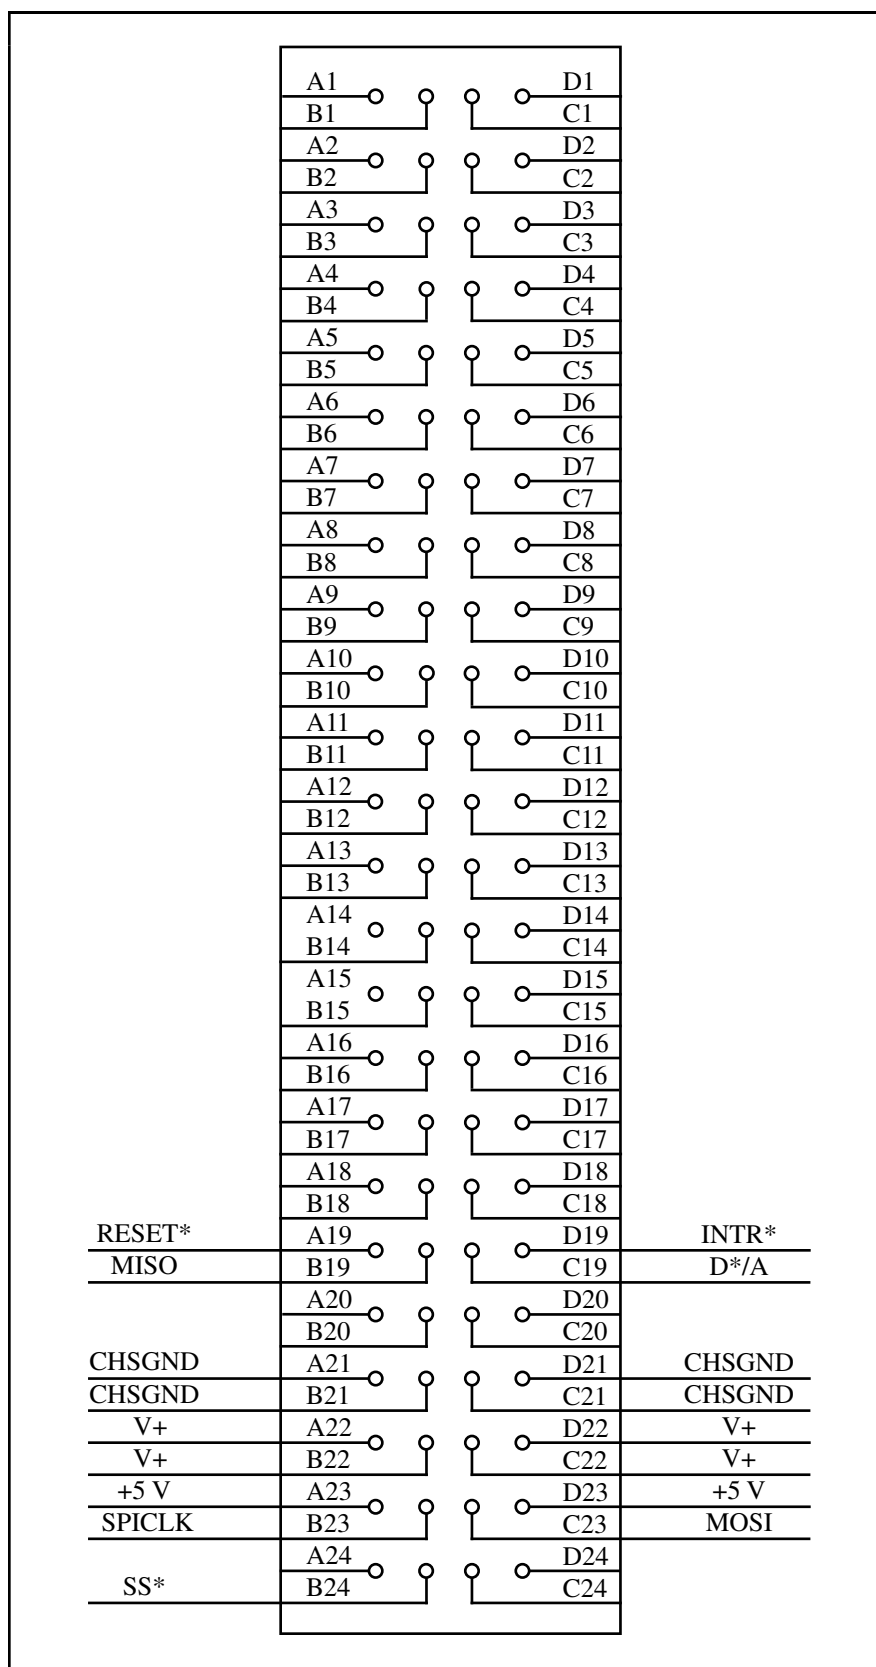 A1 D1
B1 C1
A2 D2
B2 C2
A3 D3
B3 C3
A4 D4
B4 C4
A5 D5
B5 C5
A6 D6
B6 C6
A7 D7
B7 C7
A8 D8
B8 C8
A9 D9
B9 C9
A10 D10
B10 C10
A11 D11
B11 C11
A12 D12
B12 C12
A13 D13
B13 C13
A14 D14
B14 C14
A15 D15
B15 C15
A16 D16
B16 C16
A17 D17
B17 C17
A18 D18
B18 C18
RESET* A19 D19 INTR*
MISO B19 C19 D*/A
A20 D20
B20 C20
CHSGND A21 D21 CHSGND
CHSGND B21 C21 CHSGND
V+ A22 D22 V+
V+ B22 C22 V+
+5 V A23 D23 +5 V
SPICLK B23 C23 MOSI
A24 D24
SS* B24 C24